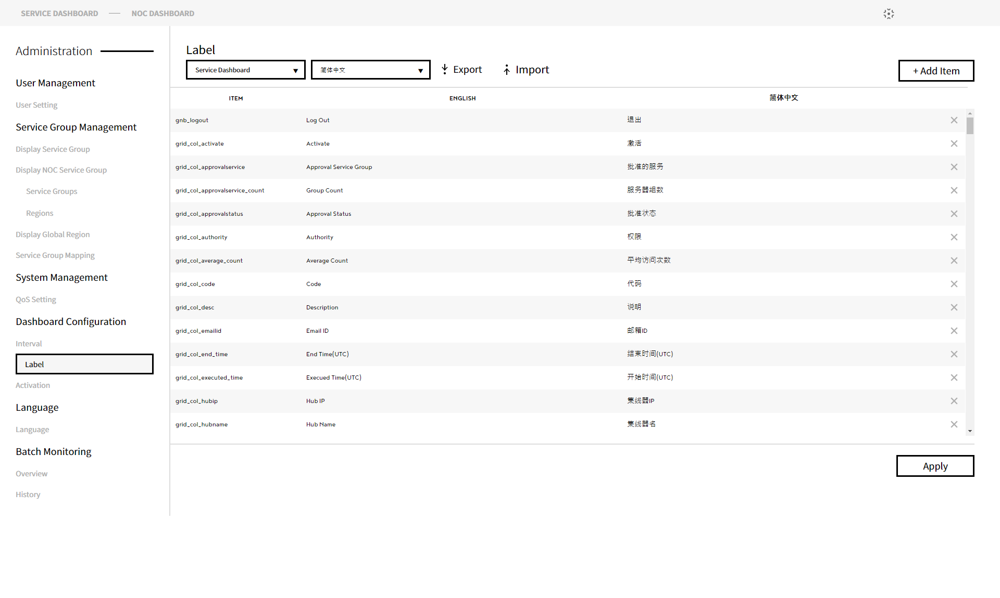 SERVICE DASHBOARD — NOC DASHBOARD
Administration
User Management
User Setting
Service Group Management
Display Service Group
Display NOC Service Group
Service Groups
Regions
Display Global Region
Service Group Mapping
System Management
QoS Setting
Dashboard Configuration
Interval
Label
Activation
Language
Language
Batch Monitoring
Overview
History
Label
Service Dashboard ▼ 简体中文 ▼ Export Import + Add Item
ITEM ENGLISH 简体中文
gnb_logout Log Out 退出
grid_col_activate Activate 激活
grid_col_approvalservice Approval Service Group 批准的服务
grid_col_approvalservice_count Group Count 服务器组数
grid_col_approvalstatus Approval Status 批准状态
grid_col_authority Authority 权限
grid_col_average_count Average Count 平均访问次数
grid_col_code Code 代码
grid_col_desc Description 说明
grid_col_emailid Email ID 邮箱ID
grid_col_end_time End Time(UTC) 结束时间(UTC)
grid_col_executed_time Execued Time(UTC) 开始时间(UTC)
grid_col_hubip Hub IP 集线器IP
grid_col_hubname Hub Name 集线器名
Apply